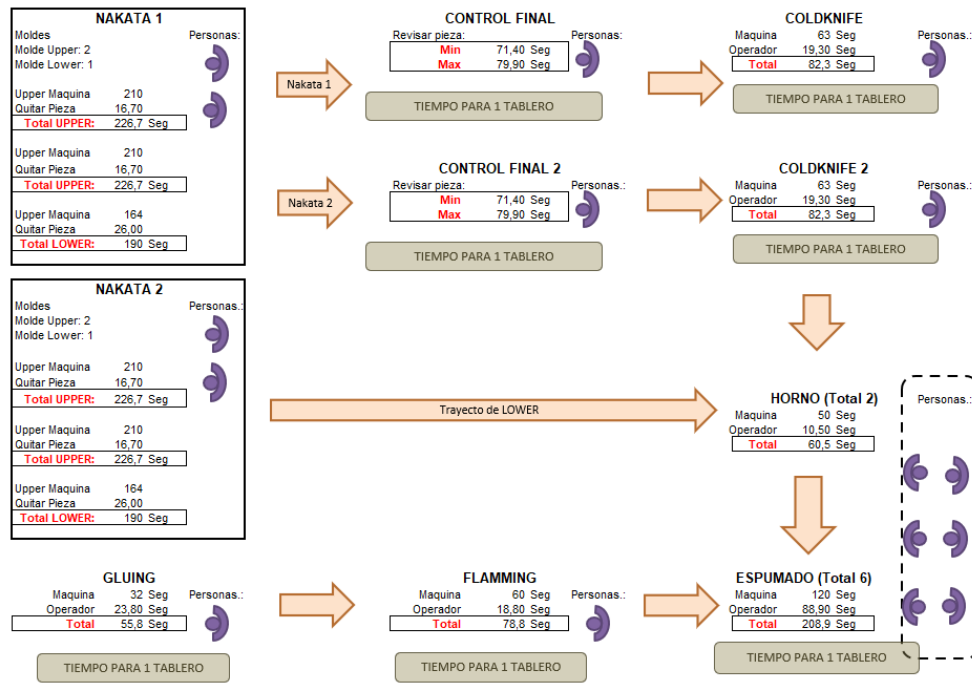 NAKATA 1
Moldes Personas:
Molde Upper: 2
Molde Lower: 1
Upper Maquina 210
Quitar Pieza 16,70
Total UPPER: 226,7 Seg
Upper Maquina 210
Quitar Pieza 16,70
Total UPPER: 226,7 Seg
Upper Maquina 164
Quitar Pieza 26,00
Total LOWER: 190 Seg
Nakata 1
CONTROL FINAL
Revisar pieza: Personas.:
Min 71,40 Seg
Max 79,90 Seg
TIEMPO PARA 1 TABLERO
COLDKNIFE
Maquina 63 Seg Personas.:
Operador 19,30 Seg
Total 82,3 Seg
TIEMPO PARA 1 TABLERO
Nakata 2
CONTROL FINAL 2
Revisar pieza: Personas.:
Min 71,40 Seg
Max 79,90 Seg
TIEMPO PARA 1 TABLERO
COLDKNIFE 2
Maquina 63 Seg Personas.:
Operador 19,30 Seg
Total 82,3 Seg
TIEMPO PARA 1 TABLERO
NAKATA 2
Moldes Personas.:
Molde Upper: 2
Molde Lower: 1
Upper Maquina 210
Quitar Pieza 16,70
Total UPPER: 226,7 Seg
Upper Maquina 210
Quitar Pieza 16,70
Total UPPER: 226,7 Seg
Upper Maquina 164
Quitar Pieza 26,00
Total LOWER: 190 Seg
Trayecto de LOWER
HORNO (Total 2)
Maquina 50 Seg
Operador 10,50 Seg
Total 60,5 Seg
Personas.:
GLUING
Maquina 32 Seg Personas.:
Operador 23,80 Seg
Total 55,8 Seg
TIEMPO PARA 1 TABLERO
FLAMMING
Maquina 60 Seg Personas.:
Operador 18,80 Seg
Total 78,8 Seg
TIEMPO PARA 1 TABLERO
ESPUMADO (Total 6)
Maquina 120 Seg
Operador 88,90 Seg
Total 208,9 Seg
TIEMPO PARA 1 TABLERO